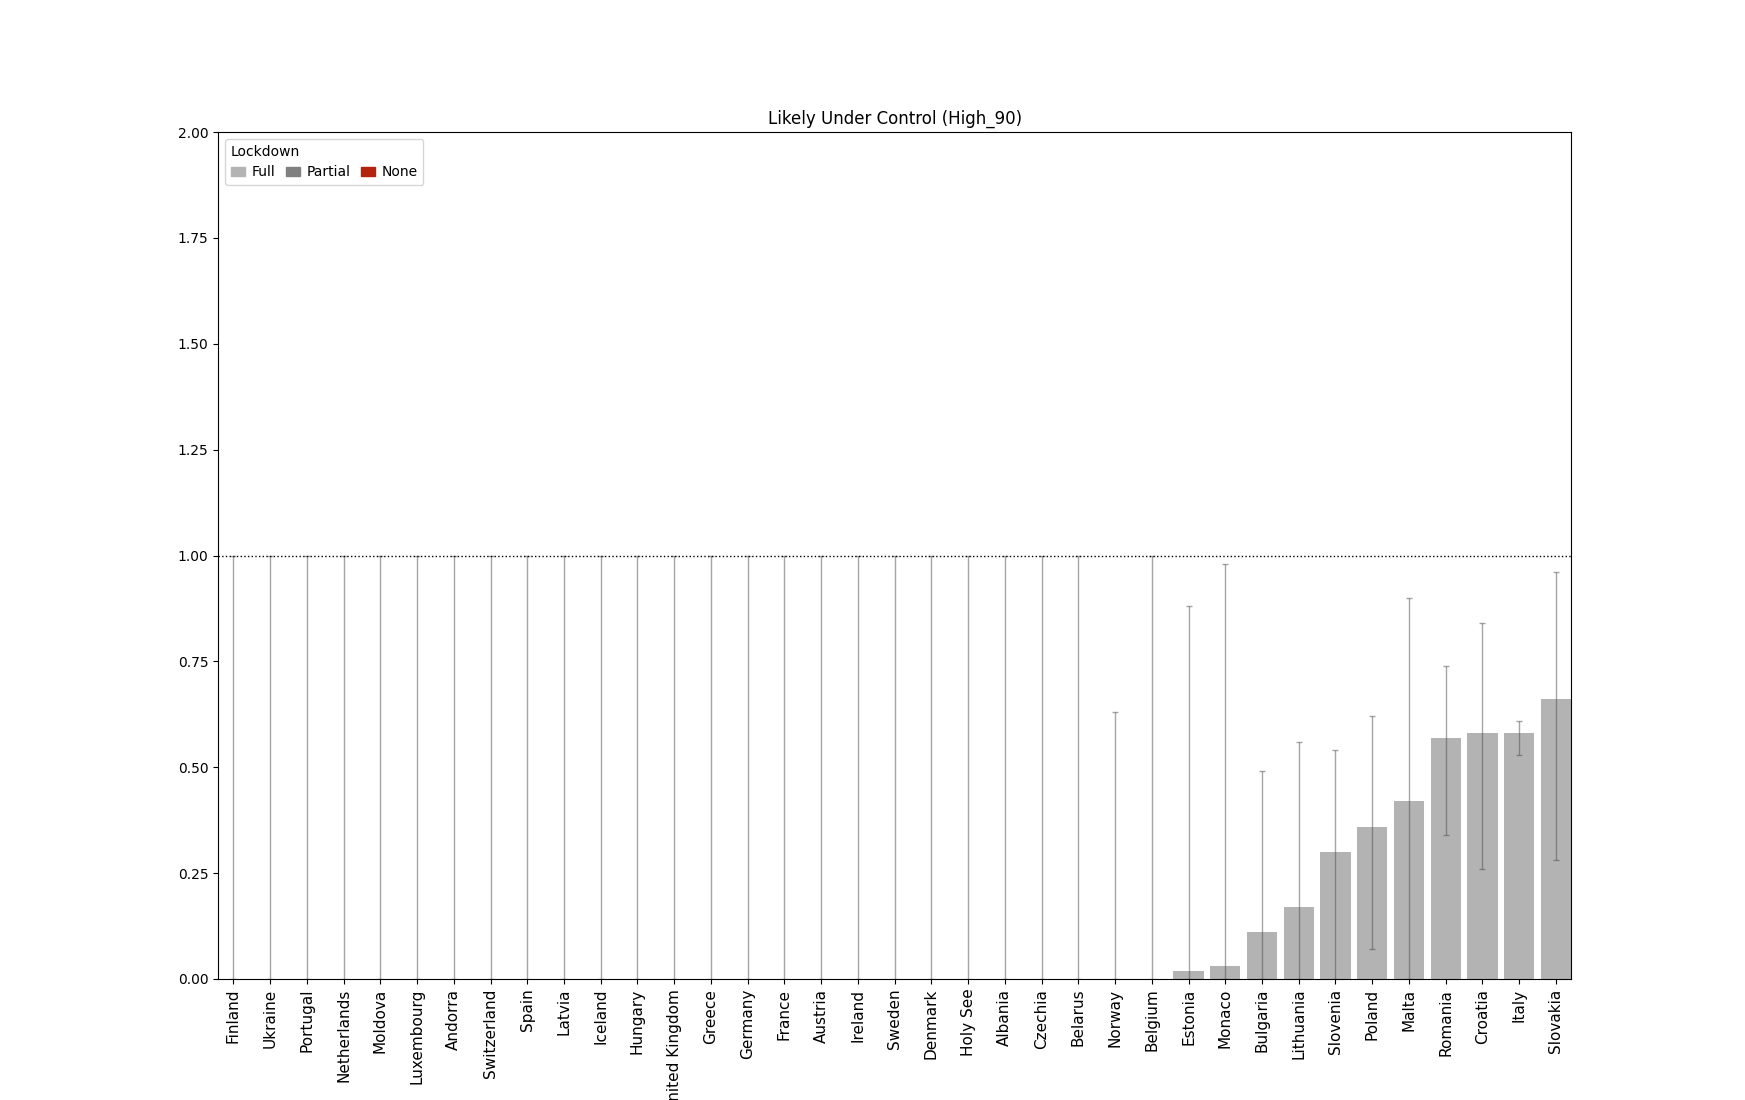 Likely Under Control (High_90)
2.00
Lockdown
Full Partial None
1.75
1.50
1.25
1.00
0.75
0.50
0.25
0.00
Finland
Ukraine
Portugal
Netherlands
Moldova
Luxembourg
Andorra
Switzerland
Spain
Latvia
Iceland
Hungary
nited Kingdom
Greece
Germany
France
Austria
Ireland
Sweden
Denmark
Holy See
Albania
Czechia
Belarus
Norway
Belgium
Estonia
Monaco
Bulgaria
Lithuania
Slovenia
Poland
Malta
Romania
Croatia
Italy
Slovakia